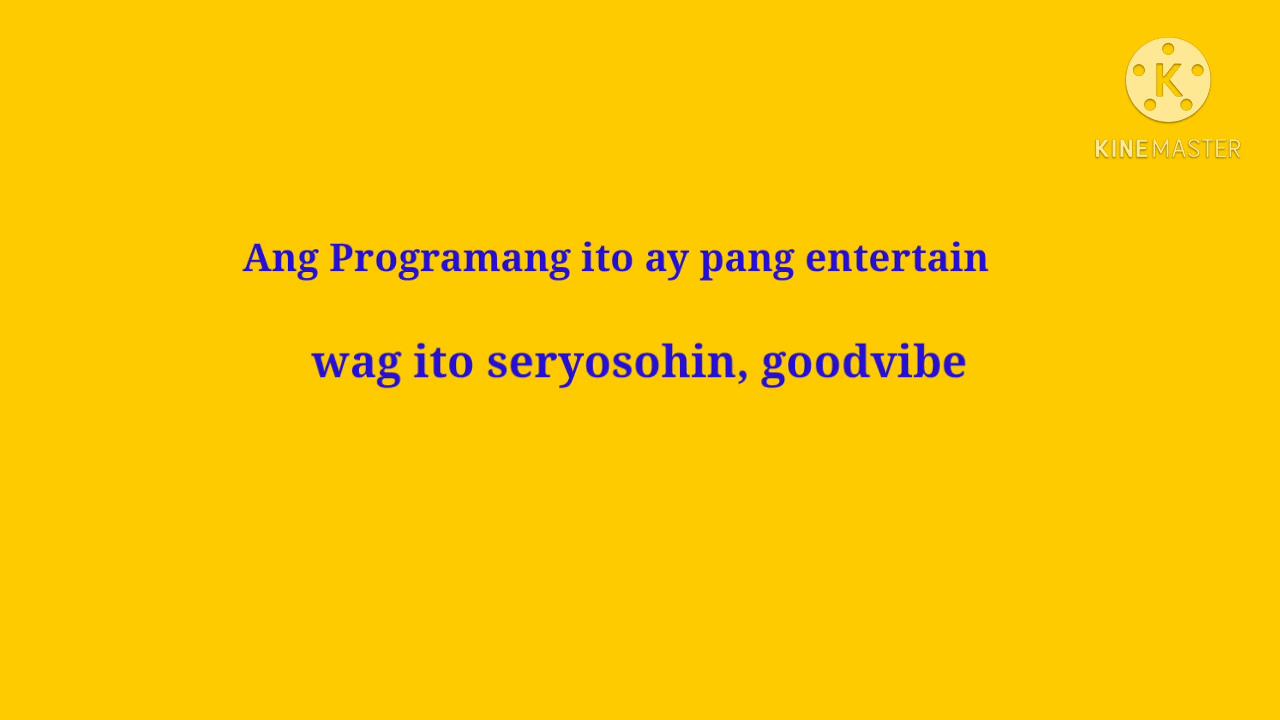 K
KINEMASTER
Ang Programang ito ay pang entertain
wag ito seryosohin, goodvibe